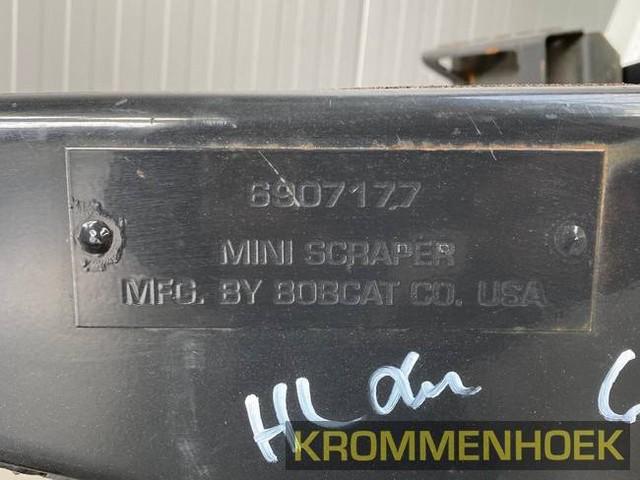 6907177
MINI SCRAPER
MFG. BY BOBCAT CO. USA
KROMMENHOEK